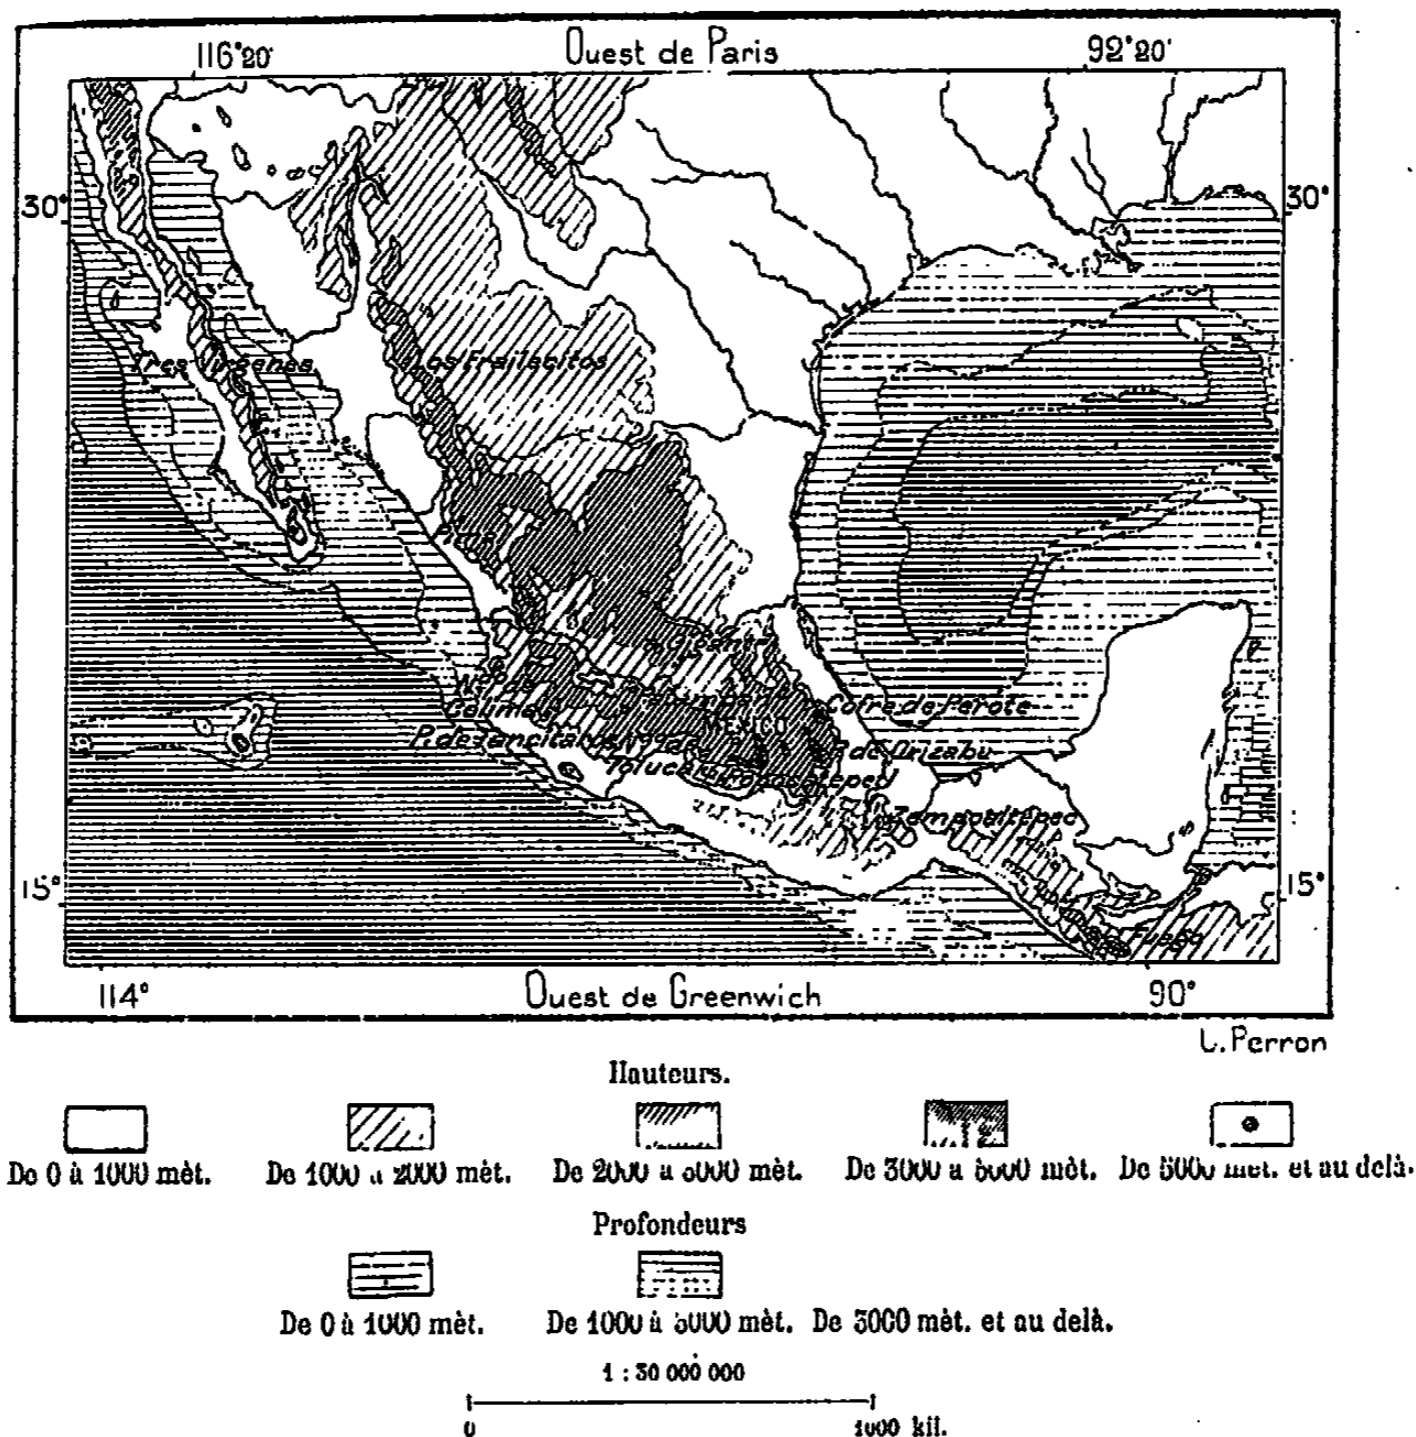 Ouest de Paris
116°20' 92°20'
30° 30°
Tres Virgenes
Los Frailecitos
Cofre de Perote
Colima
MEXICO
P. de Tancitaro
P. de Orizaba
Toluca
Popocatepetl
Zempoaltepec
15° 15°
Fuego
114° Ouest de Greenwich 90°
L. Perron
Hauteurs.
De 0 à 1000 mèt. De 1000 à 2000 mèt. De 2000 à 3000 mèt. De 3000 à 5000 mèt. De 5000 mèt. et au delà.
Profondeurs
De 0 à 1000 mèt. De 1000 à 3000 mèt. De 3000 mèt. et au delà.
1 : 30 000 000
0 1000 kil.